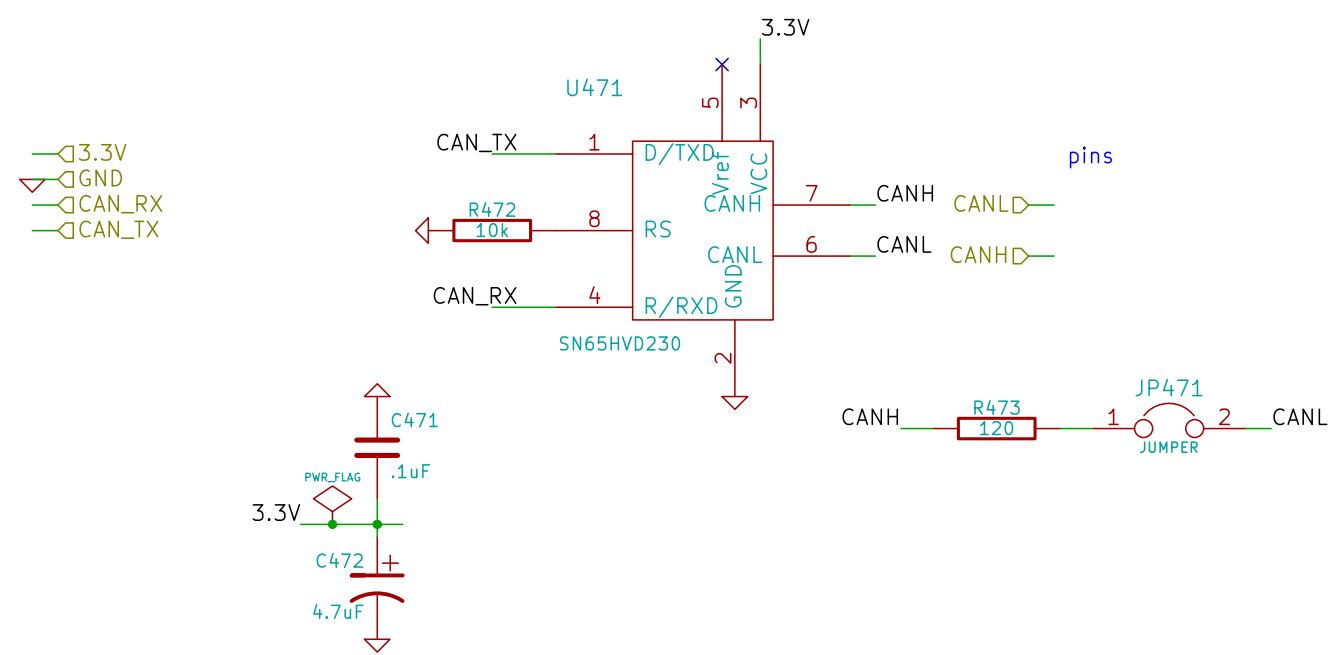 3.3V
U471
5
3
CAN_TX
1
D/TXD
Vref
VCC
pins
3.3V
GND
CAN_RX
CAN_TX
R472
10k
8
RS
CANH
7
CANH
CANL
CANL
6
CANL
CANH
GND
CAN_RX
4
R/RXD
SN65HVD230
2
C471
.1uF
PWR_FLAG
3.3V
C472
+
4.7uF
CANH
R473
120
JP471
1
2
JUMPER
CANL